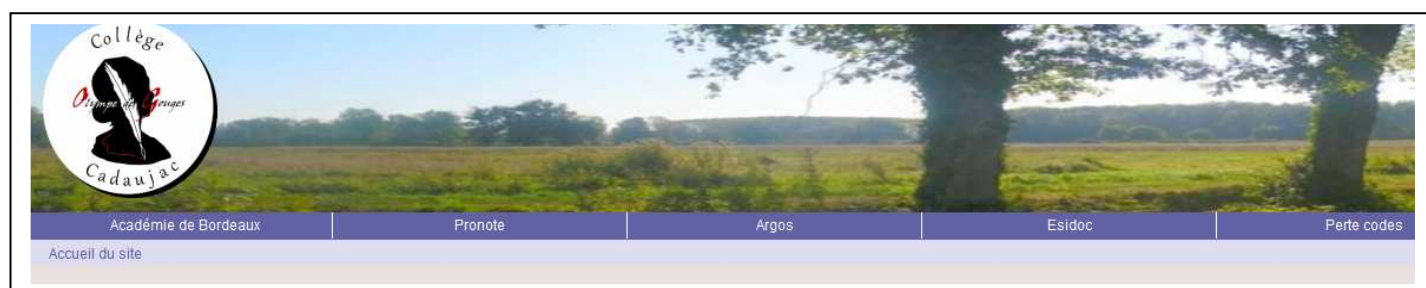 Collège
Olympe de Gouges
Cadaujac
Académie de Bordeaux Pronote Argos Esidoc Perte codes
Accueil du site